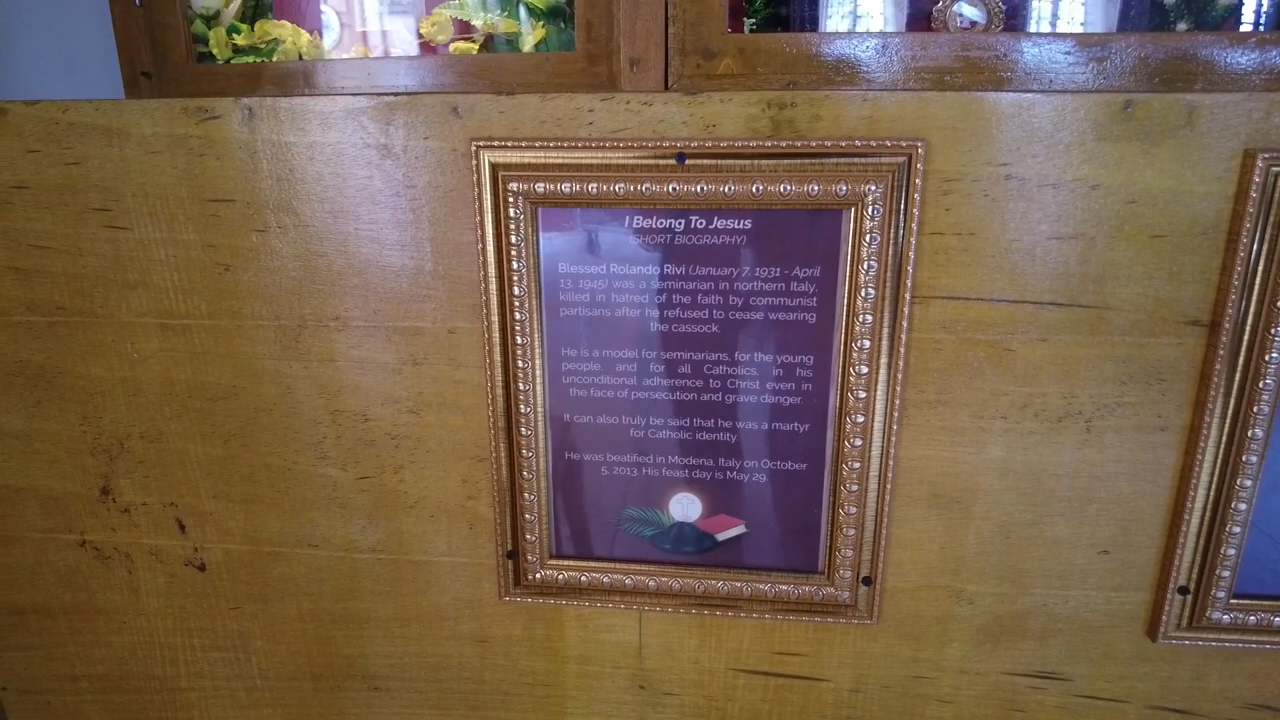 I Belong To Jesus
(SHORT BIOGRAPHY)
Blessed Rolando Rivi (January 7, 1931 - April
13, 1945) was a seminarian in northern Italy,
killed in hatred of the faith by communist
partisans after he refused to cease wearing
the cassock.
He is a model for seminarians, for the young
people, and for all Catholics, in his
unconditional adherence to Christ even in
the face of persecution and grave danger.
It can also truly be said that he was a martyr
for Catholic identity.
He was beatified in Modena, Italy on October
5, 2013. His feast day is May 29.